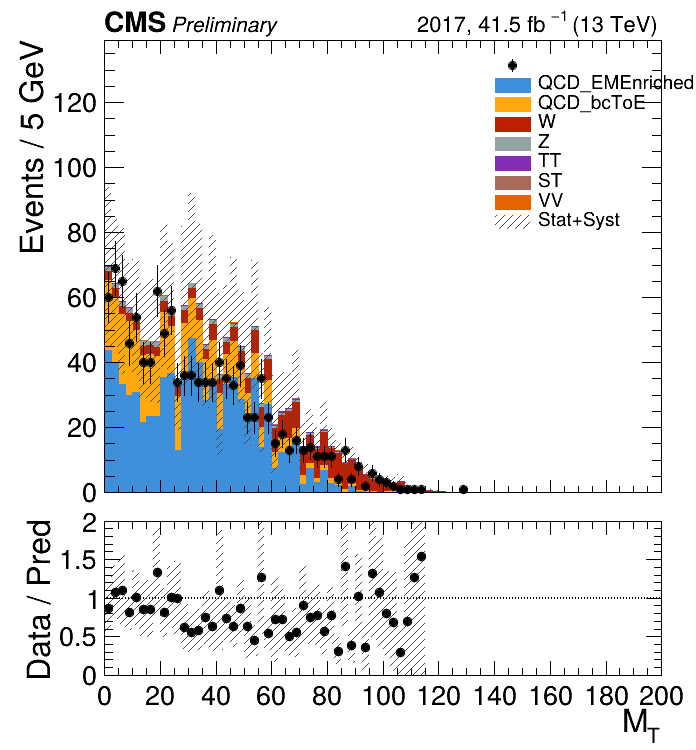 CMS Preliminary 2017, 41.5 fb⁻¹ (13 TeV)
Events / 5 GeV
120
100
80
60
40
20
0
QCD_EMEnriched
QCD_bcToE
W
Z
TT
ST
VV
Stat+Syst
Data / Pred
2
1.5
1
0.5
0
0 20 40 60 80 100 120 140 160 180 200
M_T